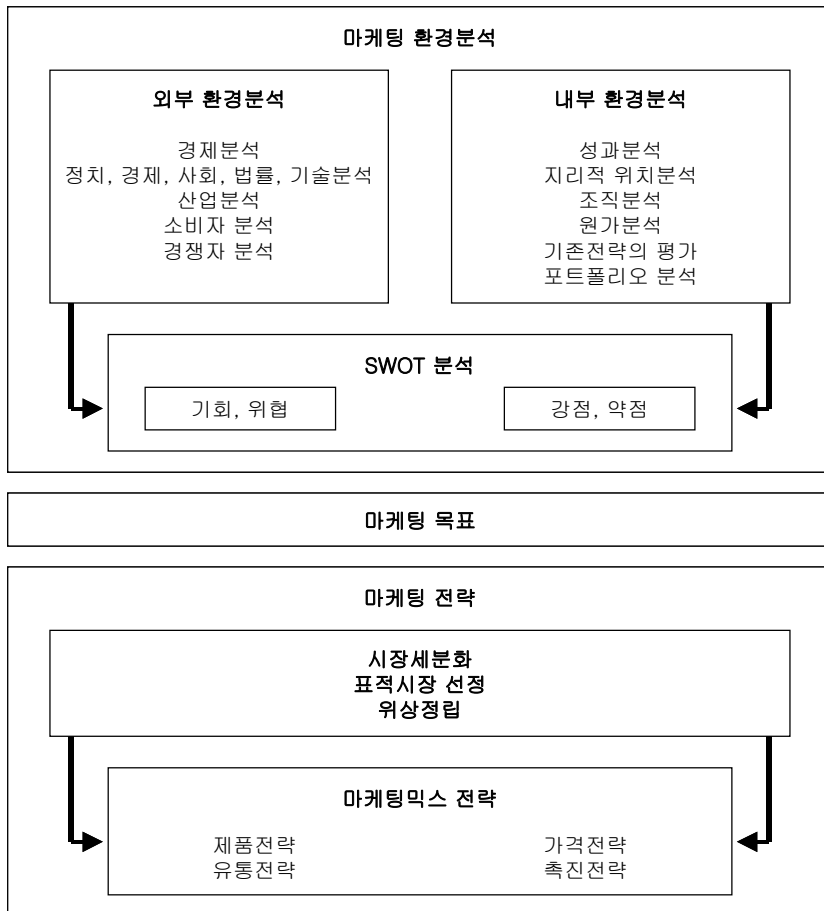 마케팅 환경분석
외부 환경분석
경제분석
정치, 경제, 사회, 법률, 기술분석
산업분석
소비자 분석
경쟁자 분석
내부 환경분석
성과분석
지리적 위치분석
조직분석
원가분석
기존전략의 평가
포트폴리오 분석
SWOT 분석
기회, 위협
강점, 약점
마케팅 목표
마케팅 전략
시장세분화
표적시장 선정
위상정립
마케팅믹스 전략
제품전략
유통전략
가격전략
촉진전략